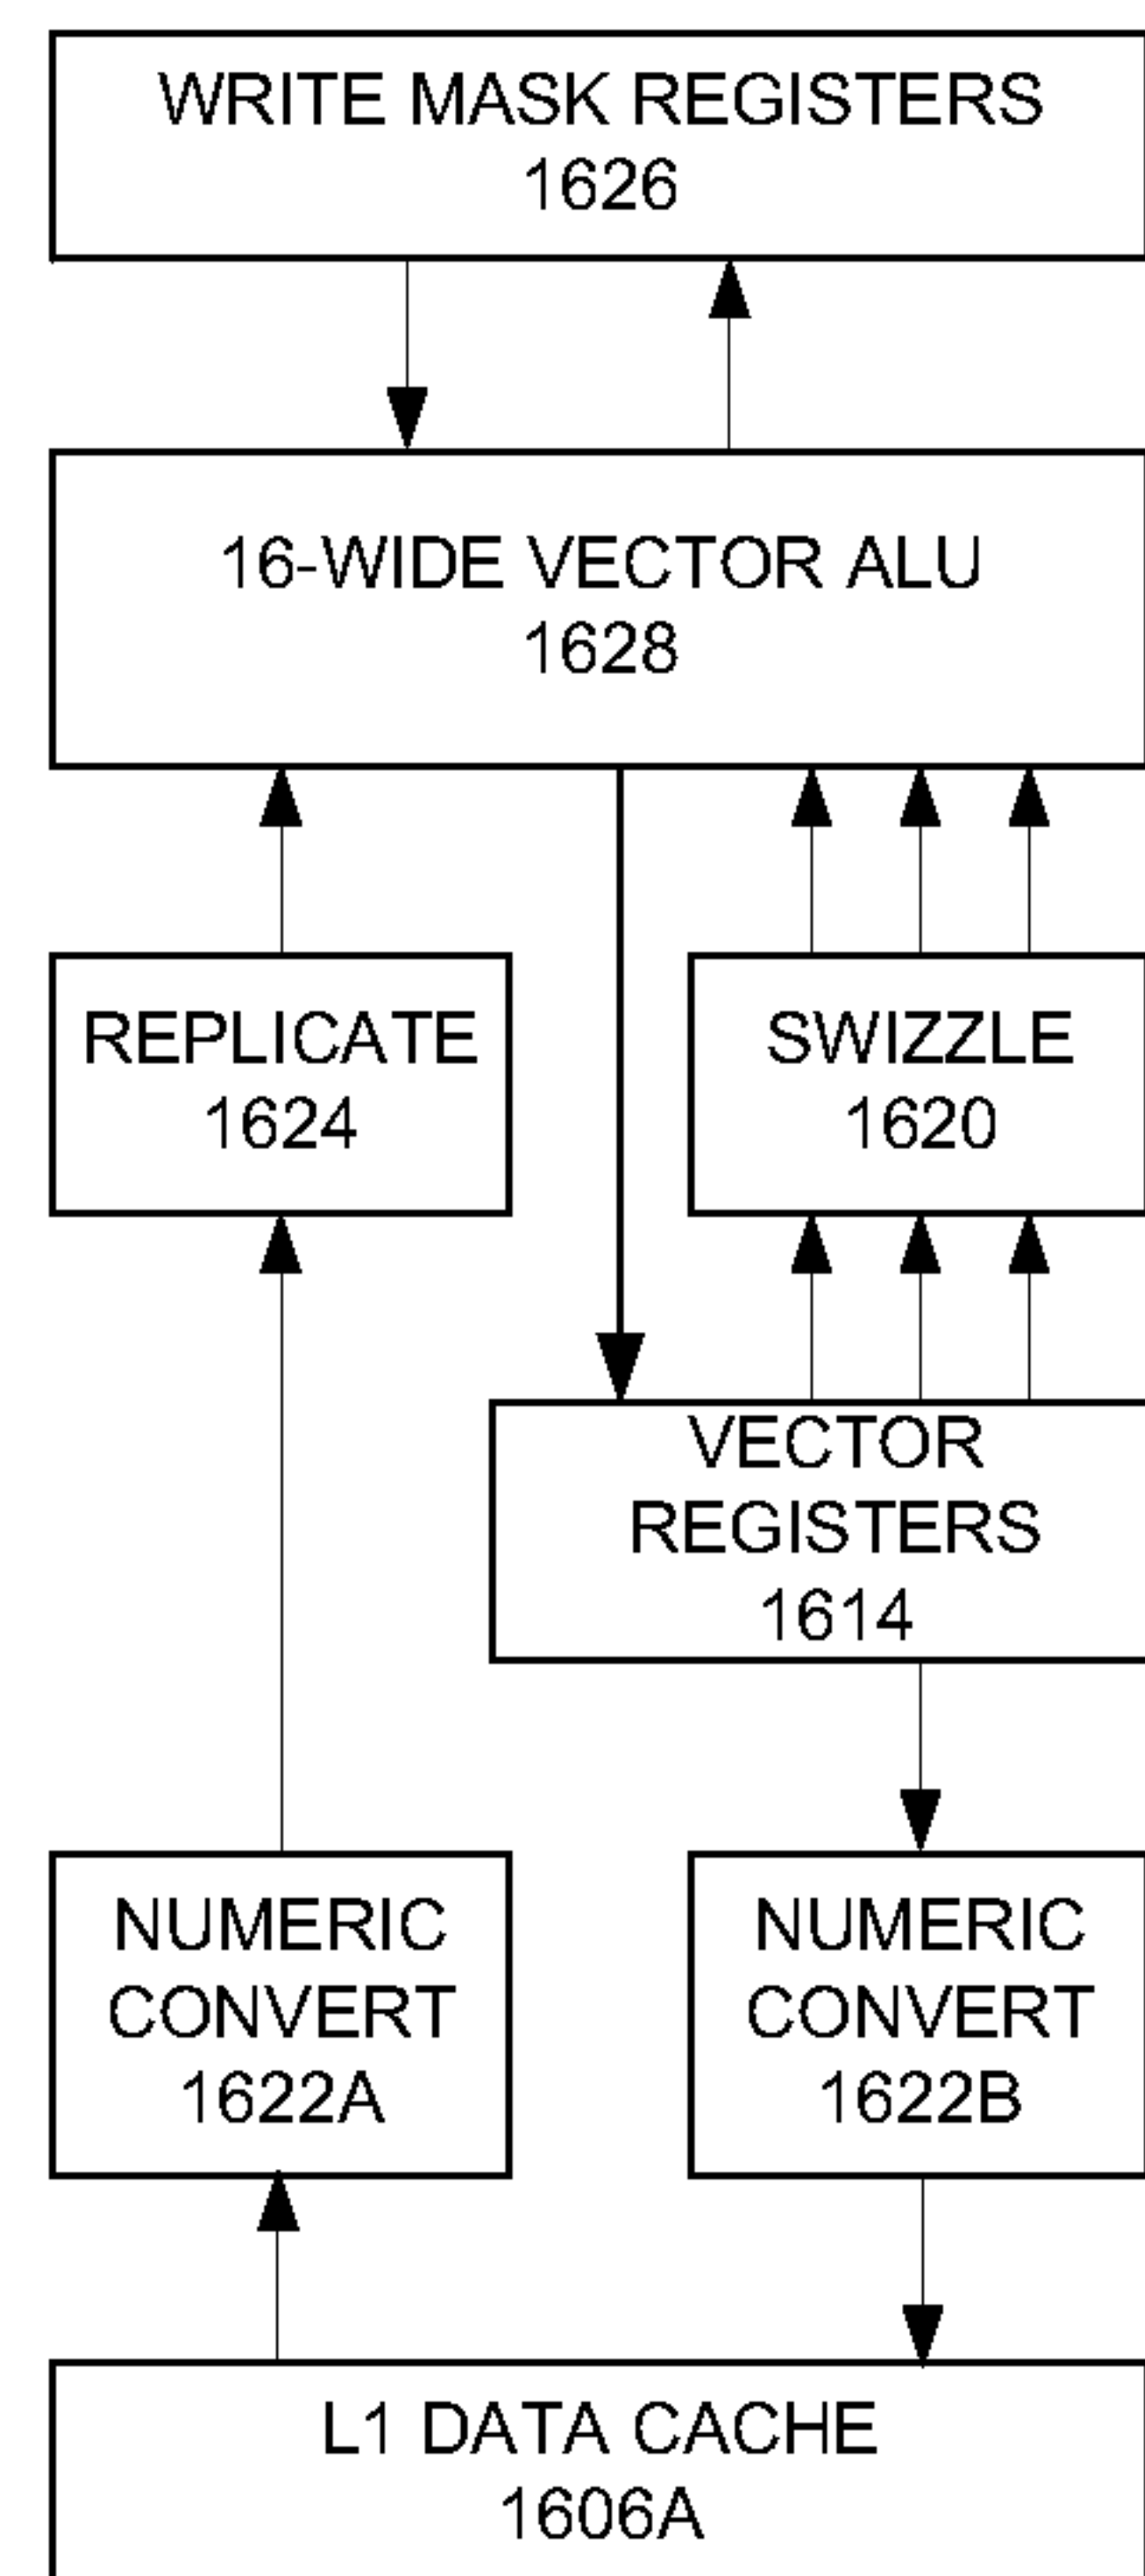 WRITE MASK REGISTERS
1626
16-WIDE VECTOR ALU
1628
REPLICATE
1624
SWIZZLE
1620
VECTOR
REGISTERS
1614
NUMERIC
CONVERT
1622A
NUMERIC
CONVERT
1622B
L1 DATA CACHE
1606A